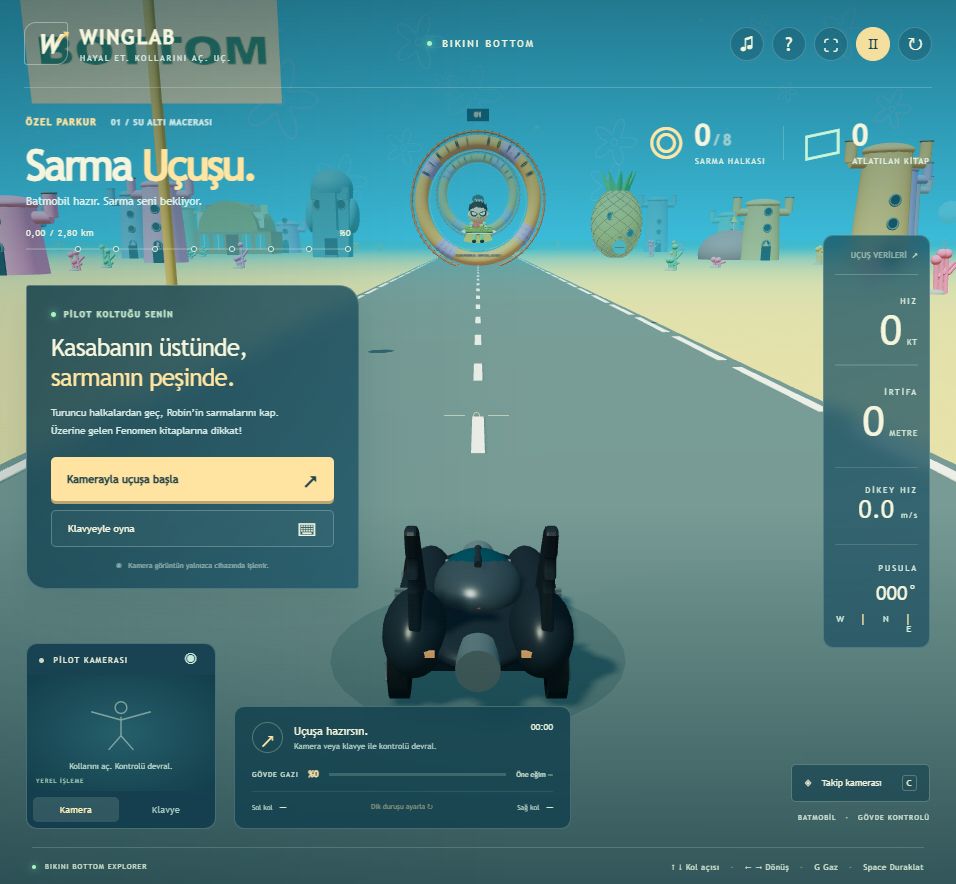 BOTTOM
W WINGLAB
HAYAL ET. KOLLARINI AÇ. UÇ.
BIKINI BOTTOM
?
II
ÖZEL PARKUR 01 / SU ALTI MACERASI
Sarma Uçuşu.
Batmobil hazır. Sarma seni bekliyor.
0,00 / 2,80 km %0
01
0/8
SARMA HALKASI
0
ATLATILAN KİTAP
PİLOT KOLTUĞU SENİN
Kasabanın üstünde,
sarmanın peşinde.
Turuncu halkalardan geç, Robin'in sarmalarını kap.
Üzerine gelen Fenomen kitaplarına dikkat!
Kamerayla uçuşa başla ↗
Klavyeyle oyna
Kamera görüntün yalnızca cihazında işlenir.
UÇUŞ VERİLERİ ↗
HIZ
0 KT
İRTİFA
0 METRE
DİKEY HIZ
0.0 m/s
PUSULA
000°
W | N |
E
PİLOT KAMERASI
Kollarını aç. Kontrolü devral.
YEREL İŞLEME
Kamera Klavye
Uçuşa hazırsın. 00:00
Kamera veya klavye ile kontrolü devral.
GÖVDE GAZI %0 Öne eğim —
Sol kol — Dik duruşu ayarla ↻ Sağ kol —
Takip kamerası C
BATMOBİL · GÖVDE KONTROLÜ
BIKINI BOTTOM EXPLORER
↑ ↓ Kol açısı · ← → Dönüş · G Gaz · Space Duraklat